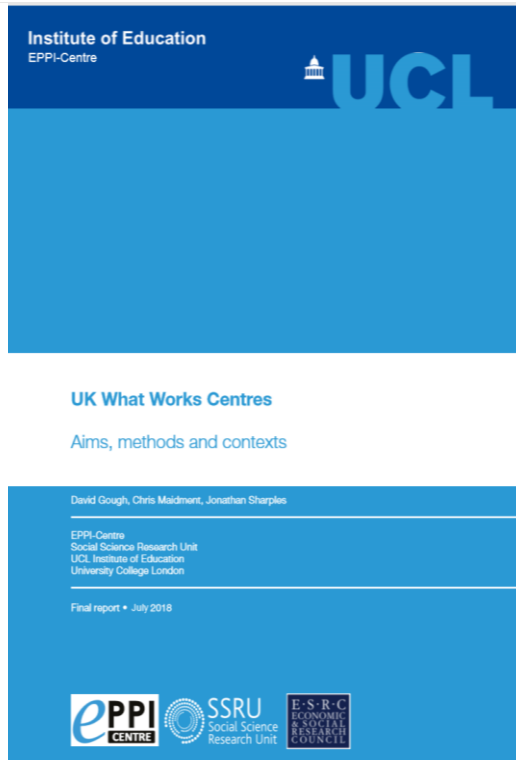 Institute of Education
EPPI-Centre
UCL
UK What Works Centres
Aims, methods and contexts
David Gough, Chris Maidment, Jonathan Sharples
EPPI-Centre
Social Science Research Unit
UCL Institute of Education
University College London
Final report • July 2018
ePPI
CENTRE
SSRU
Social Science
Research Unit
E·S·R·C
ECONOMIC
& SOCIAL
RESEARCH
COUNCIL